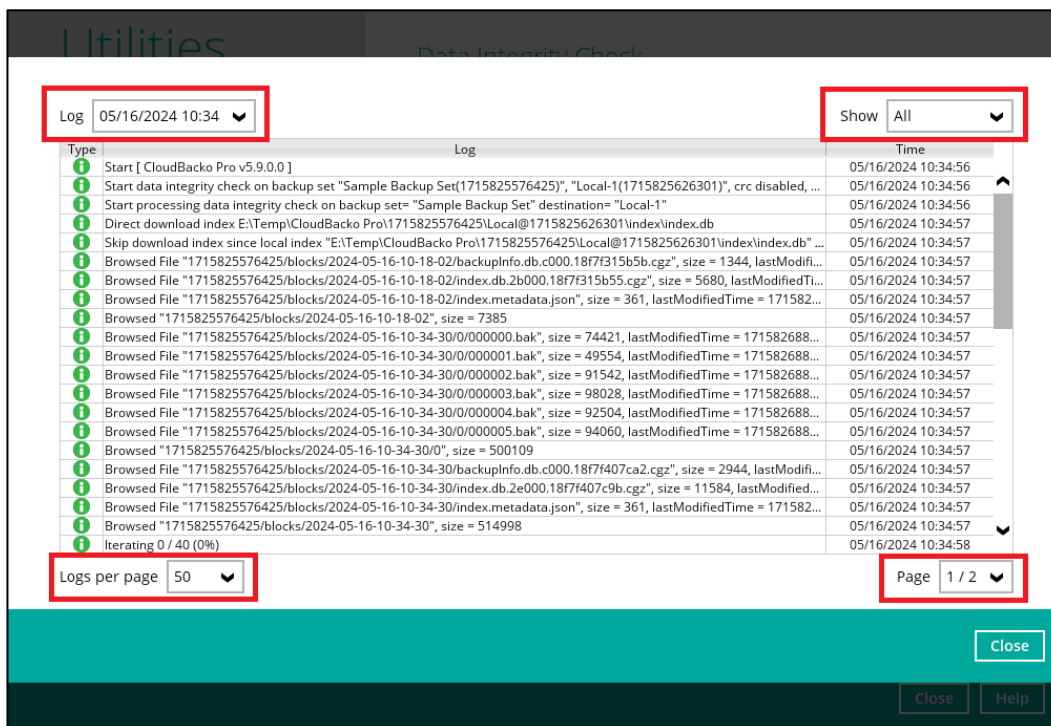 Utilities
Data Integrity Check
Log 05/16/2024 10:34 Show All
Type Log Time
Start [ CloudBacko Pro v5.9.0.0 ] 05/16/2024 10:34:56
Start data integrity check on backup set "Sample Backup Set(1715825576425)", "Local-1(1715825626301)", crc disabled, ... 05/16/2024 10:34:56
Start processing data integrity check on backup set= "Sample Backup Set" destination= "Local-1" 05/16/2024 10:34:56
Direct download index E:\Temp\CloudBacko Pro\1715825576425\Local@1715825626301\index\index.db 05/16/2024 10:34:57
Skip download index since local index "E:\Temp\CloudBacko Pro\1715825576425\Local@1715825626301\index\index.db" ... 05/16/2024 10:34:57
Browsed File "1715825576425/blocks/2024-05-16-10-18-02/backupInfo.db.c000.18f7f315b5b.cgz", size = 1344, lastModifi... 05/16/2024 10:34:57
Browsed File "1715825576425/blocks/2024-05-16-10-18-02/index.db.2b000.18f7f315b55.cgz", size = 5680, lastModifiedTi... 05/16/2024 10:34:57
Browsed File "1715825576425/blocks/2024-05-16-10-18-02/index.metadata.json", size = 361, lastModifiedTime = 171582... 05/16/2024 10:34:57
Browsed "1715825576425/blocks/2024-05-16-10-18-02", size = 7385 05/16/2024 10:34:57
Browsed File "1715825576425/blocks/2024-05-16-10-34-30/0/000000.bak", size = 74421, lastModifiedTime = 171582688... 05/16/2024 10:34:57
Browsed File "1715825576425/blocks/2024-05-16-10-34-30/0/000001.bak", size = 49554, lastModifiedTime = 171582688... 05/16/2024 10:34:57
Browsed File "1715825576425/blocks/2024-05-16-10-34-30/0/000002.bak", size = 91542, lastModifiedTime = 171582688... 05/16/2024 10:34:57
Browsed File "1715825576425/blocks/2024-05-16-10-34-30/0/000003.bak", size = 98028, lastModifiedTime = 171582688... 05/16/2024 10:34:57
Browsed File "1715825576425/blocks/2024-05-16-10-34-30/0/000004.bak", size = 92504, lastModifiedTime = 171582688... 05/16/2024 10:34:57
Browsed File "1715825576425/blocks/2024-05-16-10-34-30/0/000005.bak", size = 94060, lastModifiedTime = 171582688... 05/16/2024 10:34:57
Browsed "1715825576425/blocks/2024-05-16-10-34-30/0", size = 500109 05/16/2024 10:34:57
Browsed File "1715825576425/blocks/2024-05-16-10-34-30/backupInfo.db.c000.18f7f407ca2.cgz", size = 2944, lastModifi... 05/16/2024 10:34:57
Browsed File "1715825576425/blocks/2024-05-16-10-34-30/index.db.2e000.18f7f407c9b.cgz", size = 11584, lastModified... 05/16/2024 10:34:57
Browsed File "1715825576425/blocks/2024-05-16-10-34-30/index.metadata.json", size = 361, lastModifiedTime = 171582... 05/16/2024 10:34:57
Browsed "1715825576425/blocks/2024-05-16-10-34-30", size = 514998 05/16/2024 10:34:57
Iterating 0 / 40 (0%) 05/16/2024 10:34:58
Logs per page 50 Page 1 / 2
Close
Close Help